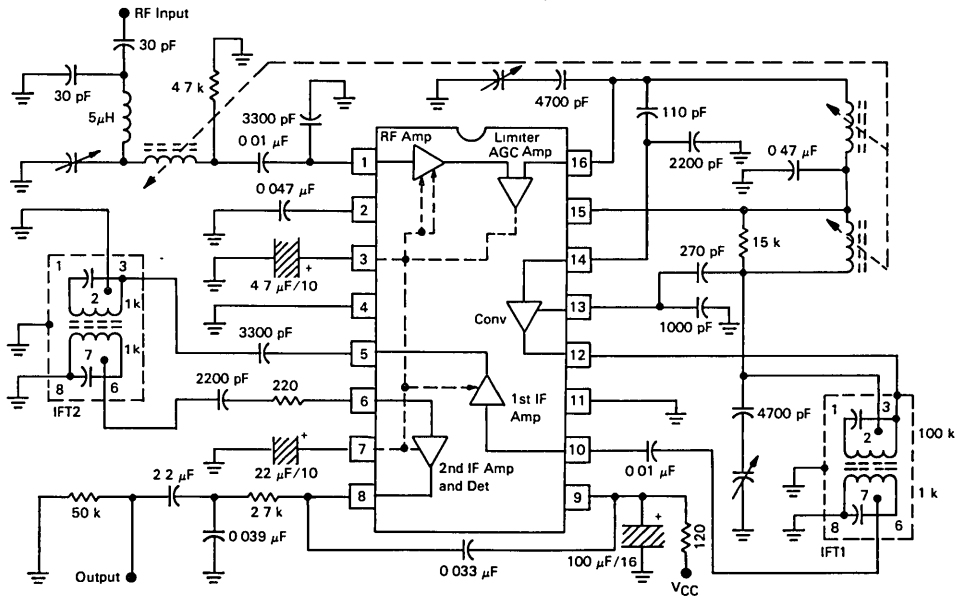 RF Input
30 pF
30 pF
5μH
4 7 k
3300 pF
0 01 μF
0 047 μF
4 7 μF/10
3300 pF
2200 pF
220
22 μF/10
2 2 μF
50 k
2 7 k
0 039 μF
Output
0 033 μF
1
3
2
1k
1k
7
8
6
IFT2
RF Amp
Limiter
AGC Amp
Conv
1st IF
Amp
2nd IF Amp
and Det
1
2
3
4
5
6
7
8
16
15
14
13
12
11
10
9
+
+
4700 pF
110 pF
2200 pF
0 47 μF
15 k
270 pF
1000 pF
4700 pF
0 01 μF
+
100 μF/16
120
VCC
1
3
2
100 k
1 k
7
8
6
IFT1